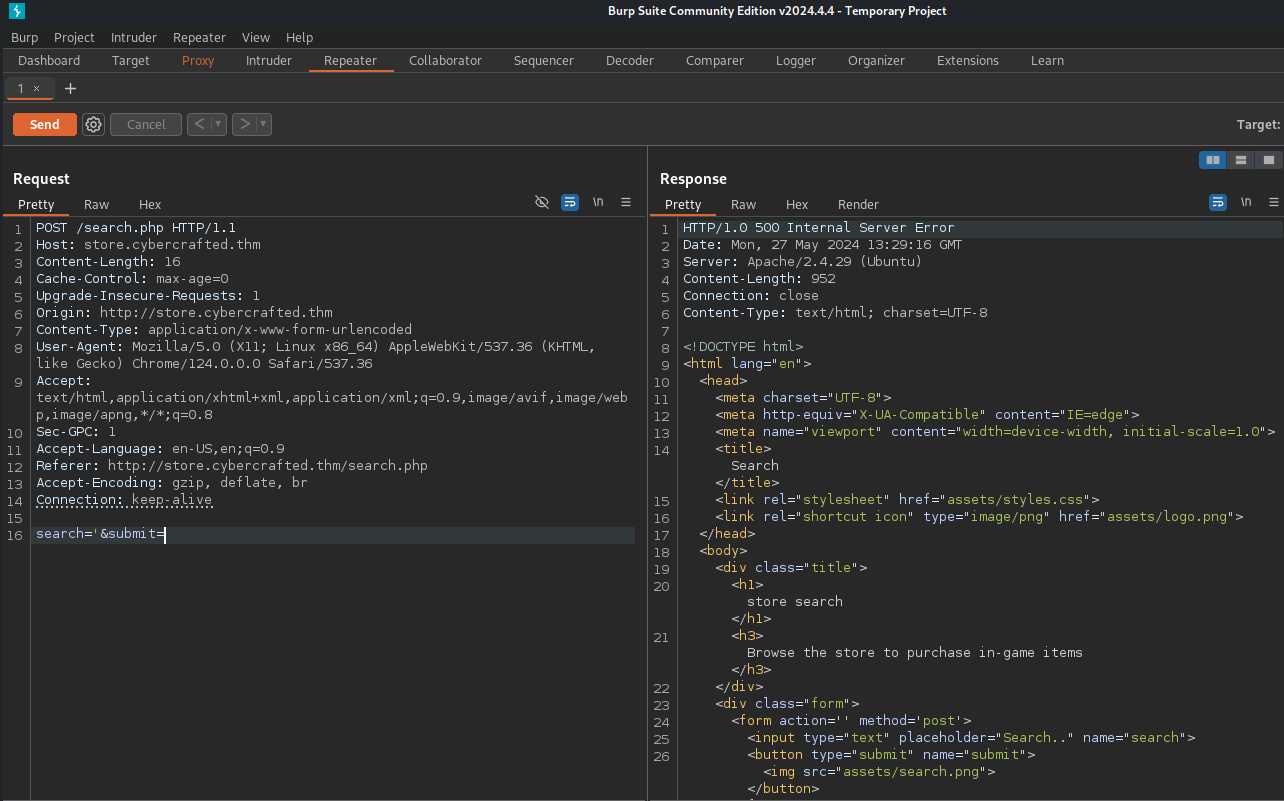 Burp Suite Community Edition v2024.4.4 - Temporary Project
Burp Project Intruder Repeater View Help
Dashboard Target Proxy Intruder Repeater Collaborator Sequencer Decoder Comparer Logger Organizer Extensions Learn
1 × +
Send Cancel < > Target:
Request
Pretty Raw Hex \n
1 POST /search.php HTTP/1.1
2 Host: store.cybercrafted.thm
3 Content-Length: 16
4 Cache-Control: max-age=0
5 Upgrade-Insecure-Requests: 1
6 Origin: http://store.cybercrafted.thm
7 Content-Type: application/x-www-form-urlencoded
8 User-Agent: Mozilla/5.0 (X11; Linux x86_64) AppleWebKit/537.36 (KHTML,
like Gecko) Chrome/124.0.0.0 Safari/537.36
9 Accept:
text/html,application/xhtml+xml,application/xml;q=0.9,image/avif,image/web
p,image/apng,*/*;q=0.8
10 Sec-GPC: 1
11 Accept-Language: en-US,en;q=0.9
12 Referer: http://store.cybercrafted.thm/search.php
13 Accept-Encoding: gzip, deflate, br
14 Connection: keep-alive
15
16 search='&submit=
Response
Pretty Raw Hex Render \n
1 HTTP/1.0 500 Internal Server Error
2 Date: Mon, 27 May 2024 13:29:16 GMT
3 Server: Apache/2.4.29 (Ubuntu)
4 Content-Length: 952
5 Connection: close
6 Content-Type: text/html; charset=UTF-8
7
8 <!DOCTYPE html>
9 <html lang="en">
10 <head>
11 <meta charset="UTF-8">
12 <meta http-equiv="X-UA-Compatible" content="IE=edge">
13 <meta name="viewport" content="width=device-width, initial-scale=1.0">
14 <title>
Search
</title>
15 <link rel="stylesheet" href="assets/styles.css">
16 <link rel="shortcut icon" type="image/png" href="assets/logo.png">
17 </head>
18 <body>
19 <div class="title">
20 <h1>
store search
</h1>
21 <h3>
Browse the store to purchase in-game items
</h3>
22 </div>
23 <div class="form">
24 <form action='' method='post'>
25 <input type="text" placeholder="Search.." name="search">
26 <button type="submit" name="submit">
<img src="assets/search.png">
</button>